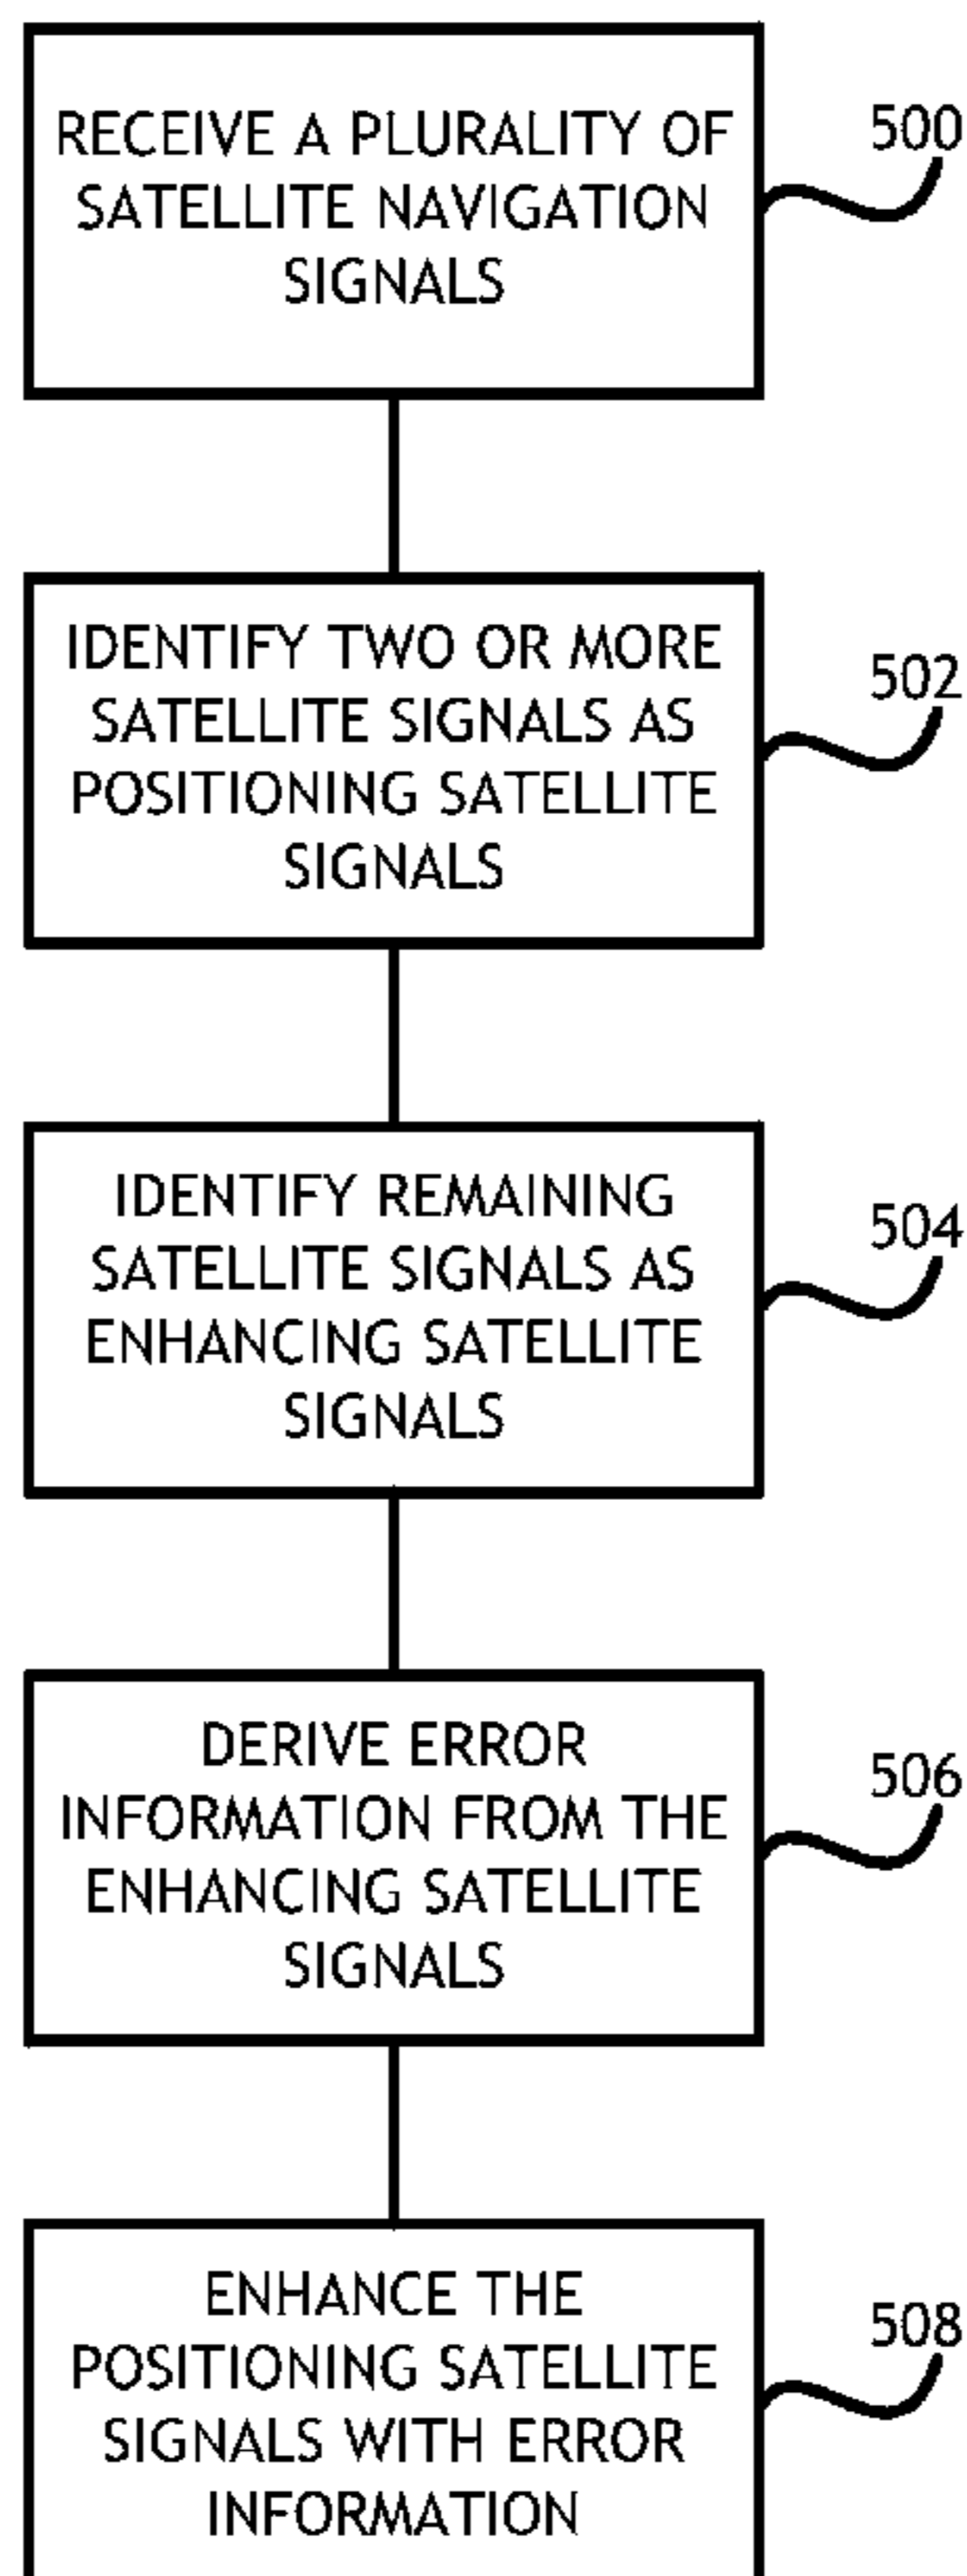 RECEIVE A PLURALITY OF
SATELLITE NAVIGATION
SIGNALS
500
IDENTIFY TWO OR MORE
SATELLITE SIGNALS AS
POSITIONING SATELLITE
SIGNALS
502
IDENTIFY REMAINING
SATELLITE SIGNALS AS
ENHANCING SATELLITE
SIGNALS
504
DERIVE ERROR
INFORMATION FROM THE
ENHANCING SATELLITE
SIGNALS
506
ENHANCE THE
POSITIONING SATELLITE
SIGNALS WITH ERROR
INFORMATION
508